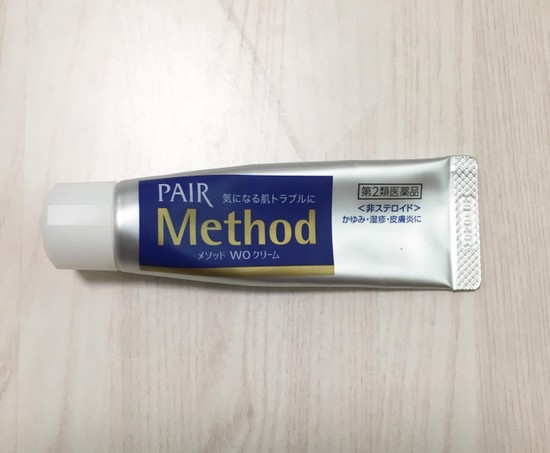 PAIR 気になる肌トラブルに
Method
メソッド WOクリーム
第2類医薬品
<非ステロイド>
かゆみ・湿疹・皮膚炎に